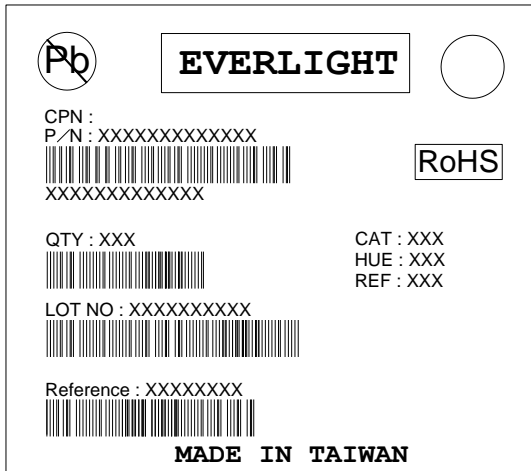 Pb
EVERLIGHT
CPN :
P/N : XXXXXXXXXXXXX
RoHS
XXXXXXXXXXXXX
QTY : XXX
CAT : XXX
HUE : XXX
REF : XXX
LOT NO : XXXXXXXXXX
Reference : XXXXXXXX
MADE IN TAIWAN